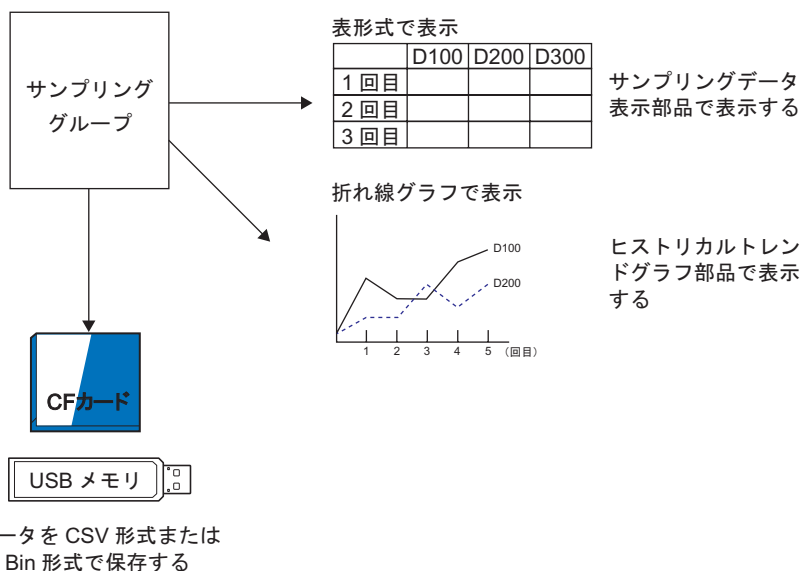 表形式で表示
D100 D200 D300
1 回目
2 回目
3 回目
サンプリング
グループ
サンプリングデータ
表示部品で表示する
折れ線グラフで表示
D100
D200
1 2 3 4 5 (回目)
ヒストリカルトレン
ドグラフ部品で表示
する
CFカード
USB メモリ
ータを CSV 形式または
Bin 形式で保存する